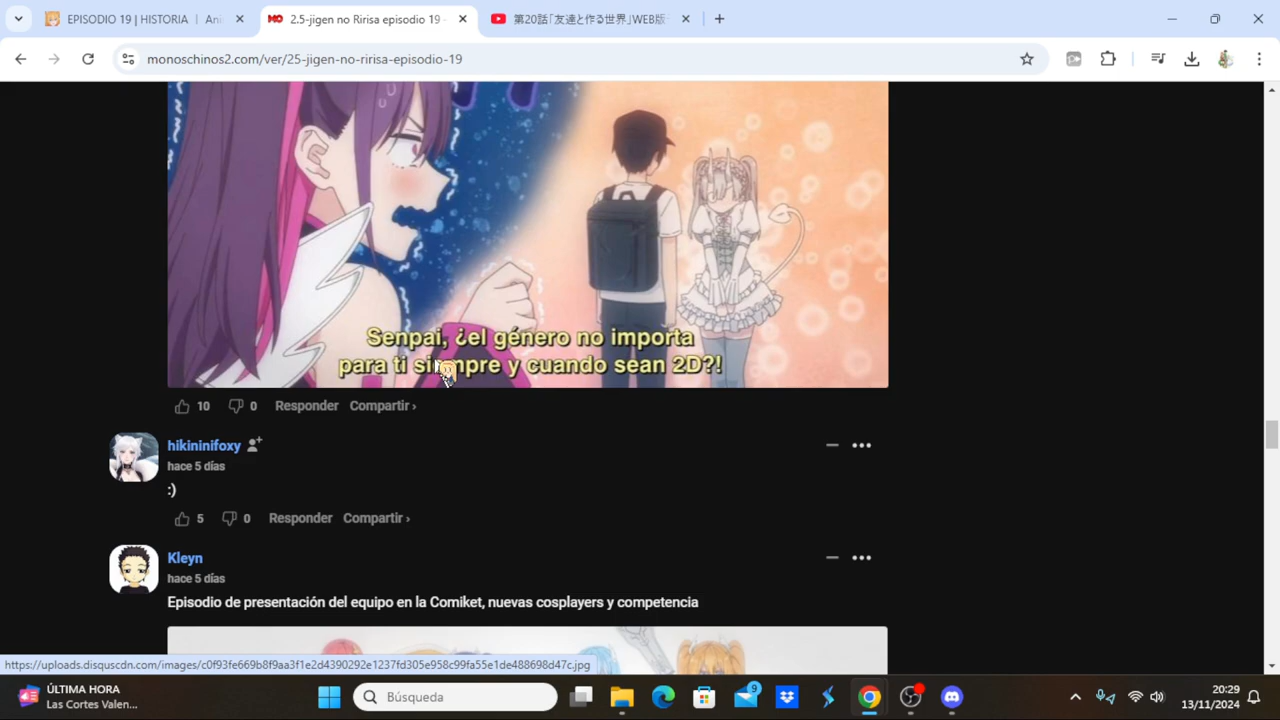 EPISODIO 19 | HISTORIA | Ani
2.5-jigen no Ririsa episodio 19 -
第20話「友達と作る世界」WEB版
monoschinos2.com/ver/25-jigen-no-ririsa-episodio-19
Senpai, ¿el género no importa
para ti siempre y cuando sean 2D?!
10 0 Responder Compartir ›
hikininifoxy
hace 5 días
:)
5 0 Responder Compartir ›
Kleyn
hace 5 días
Episodio de presentación del equipo en la Comiket, nuevas cosplayers y competencia
https://uploads.disquscdn.com/images/c0f93fe669b8f9aa3f1e2d4390292e1237fd305e958c99fa55e1de488698d47c.jpg
ÚLTIMA HORA
Las Cortes Valen...
Búsqueda
9
20:29
13/11/2024